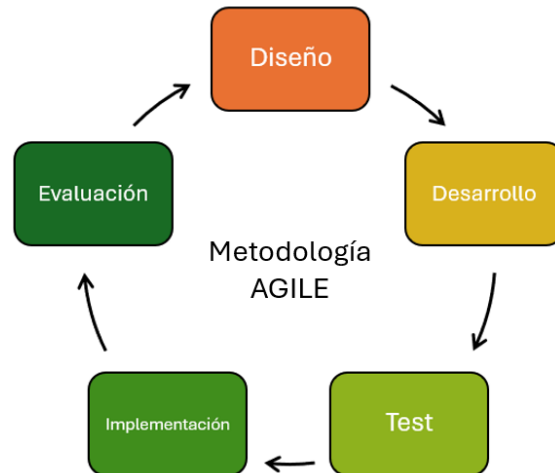 Diseño
Evaluación
Desarrollo
Metodología
AGILE
Implementación
Test